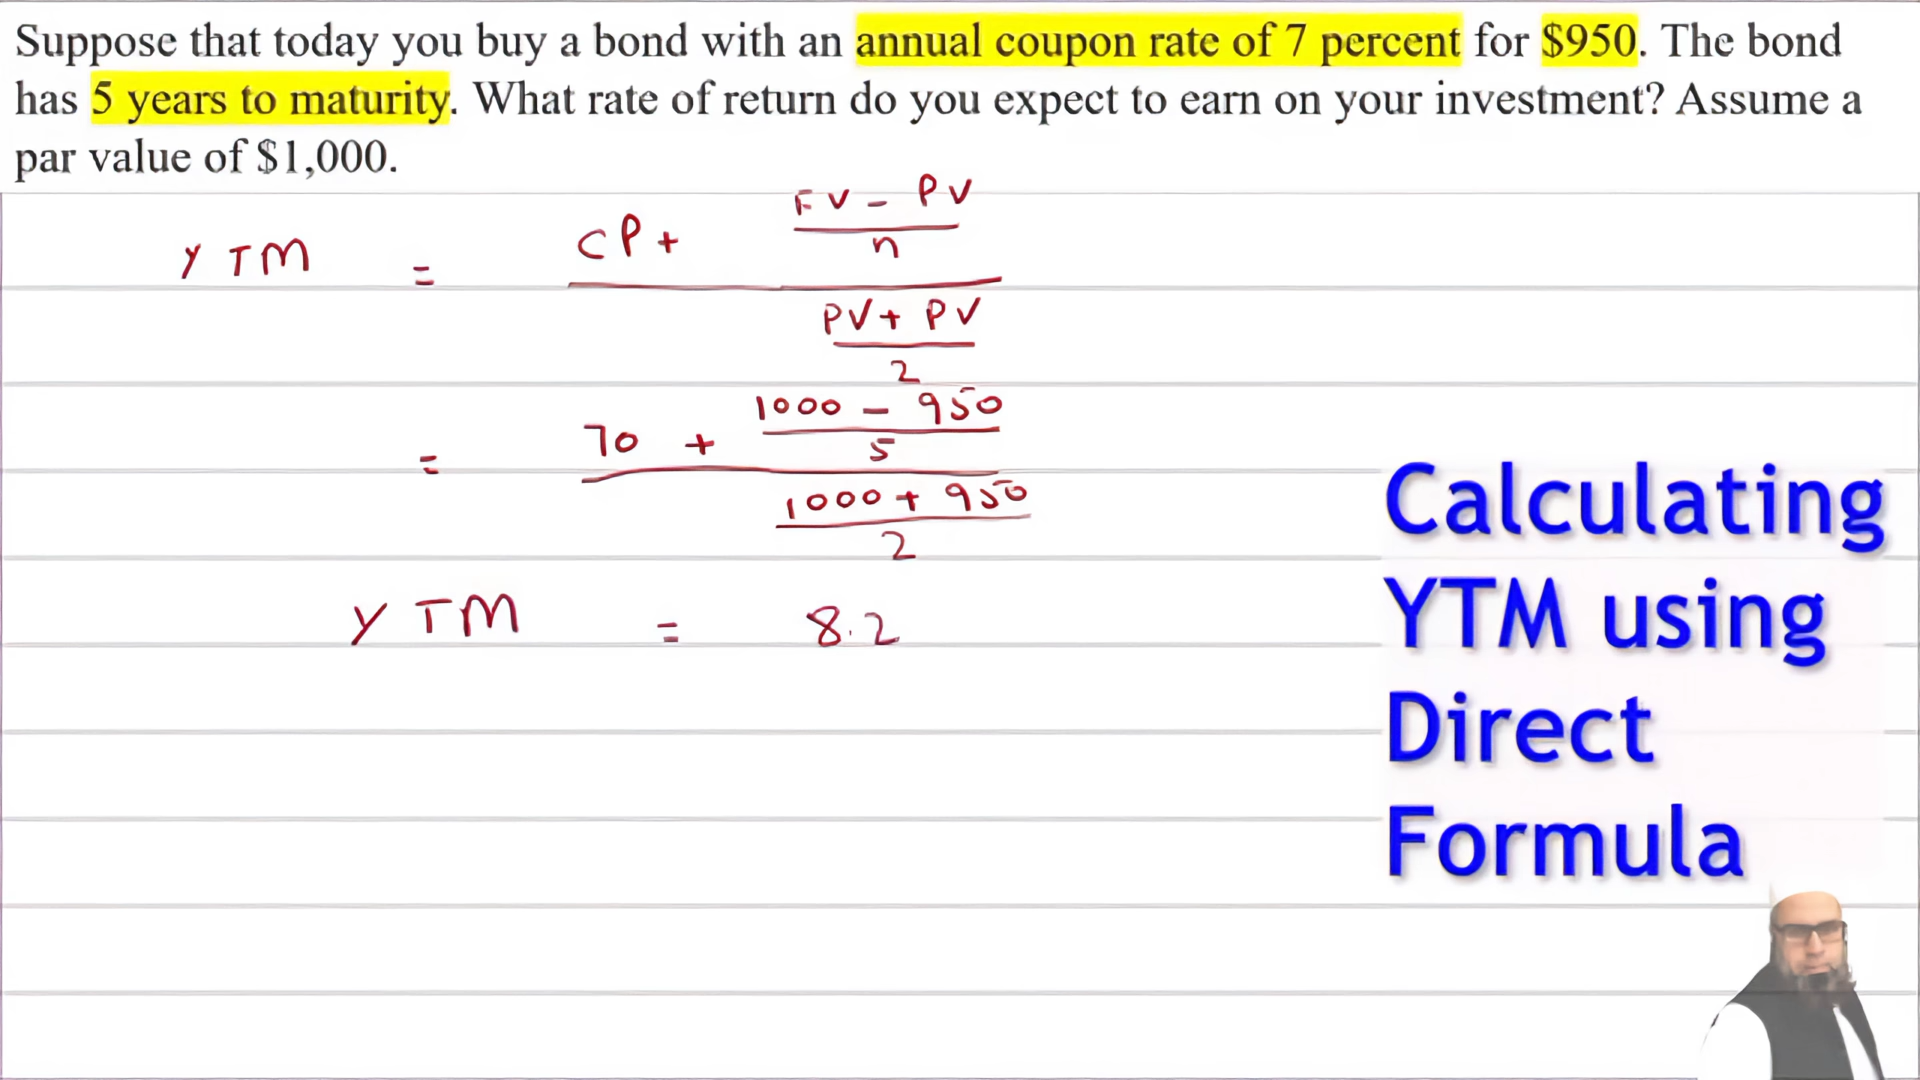 Suppose that today you buy a bond with an annual coupon rate of 7 percent for $950. The bond
has 5 years to maturity. What rate of return do you expect to earn on your investment? Assume a
par value of $1,000.
FV - PV
YTM = CP+
n
PV + PV
2
1000 - 950
= 70 +
5
1000 + 950
2
YTM = 8.2
Calculating
YTM using
Direct
Formula